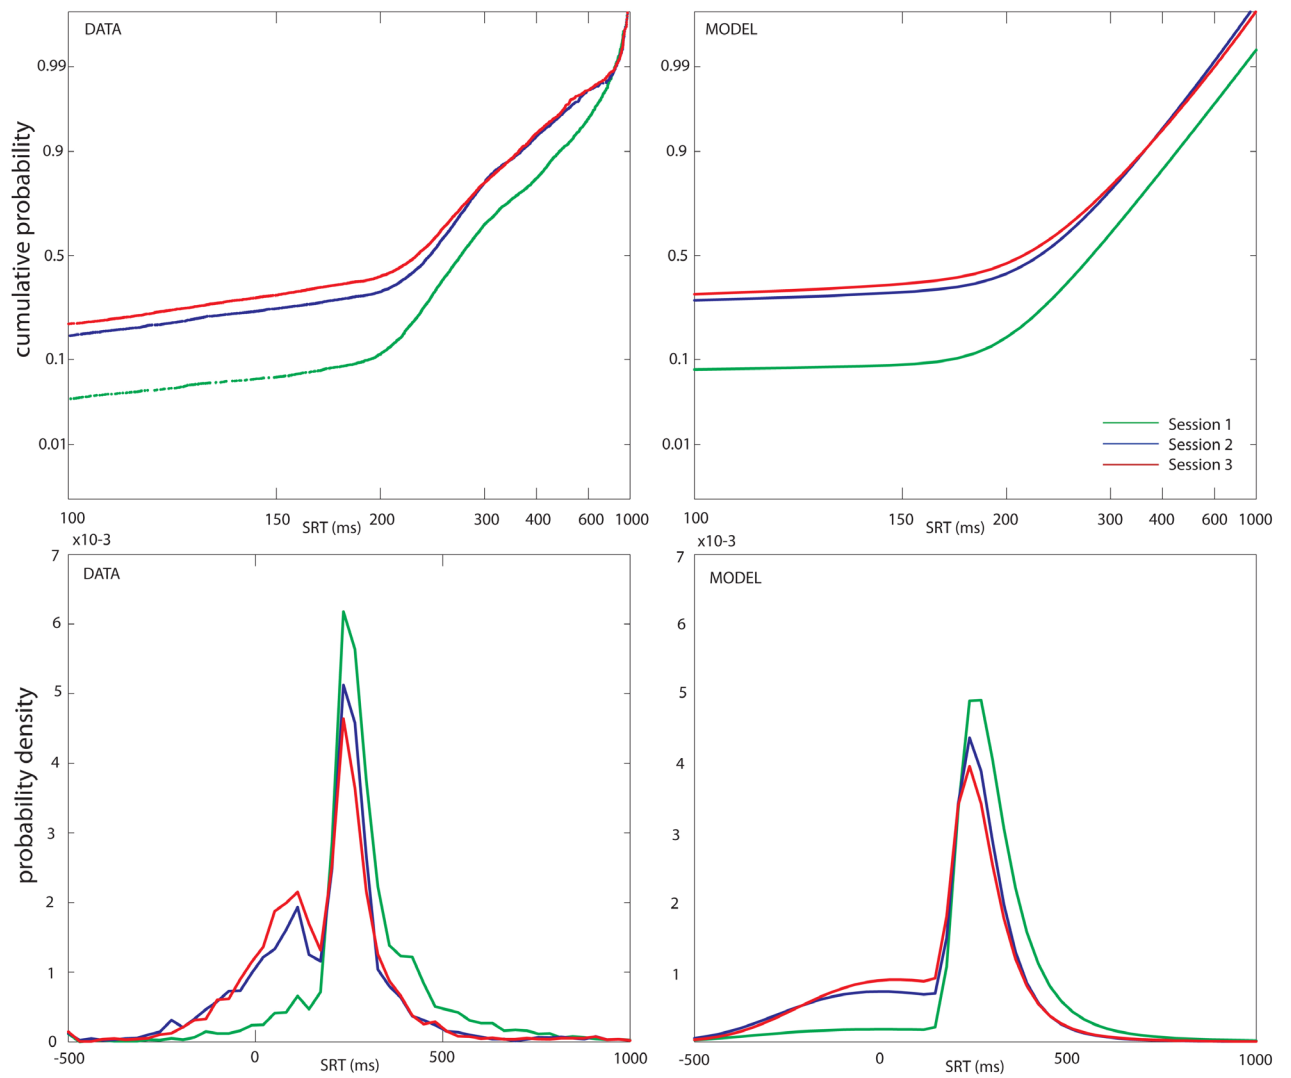 DATA
MODEL
cumulative probability
0.99
0.9
0.5
0.1
0.01
0.99
0.9
0.5
0.1
0.01
Session 1
Session 2
Session 3
100 150 200 300 400 600 1000
SRT (ms)
100 150 200 300 400 600 1000
SRT (ms)
x10-3
x10-3
DATA
MODEL
probability density
7
6
5
4
3
2
1
0
7
6
5
4
3
2
1
-500 0 500 1000
SRT (ms)
-500 0 500 1000
SRT (ms)